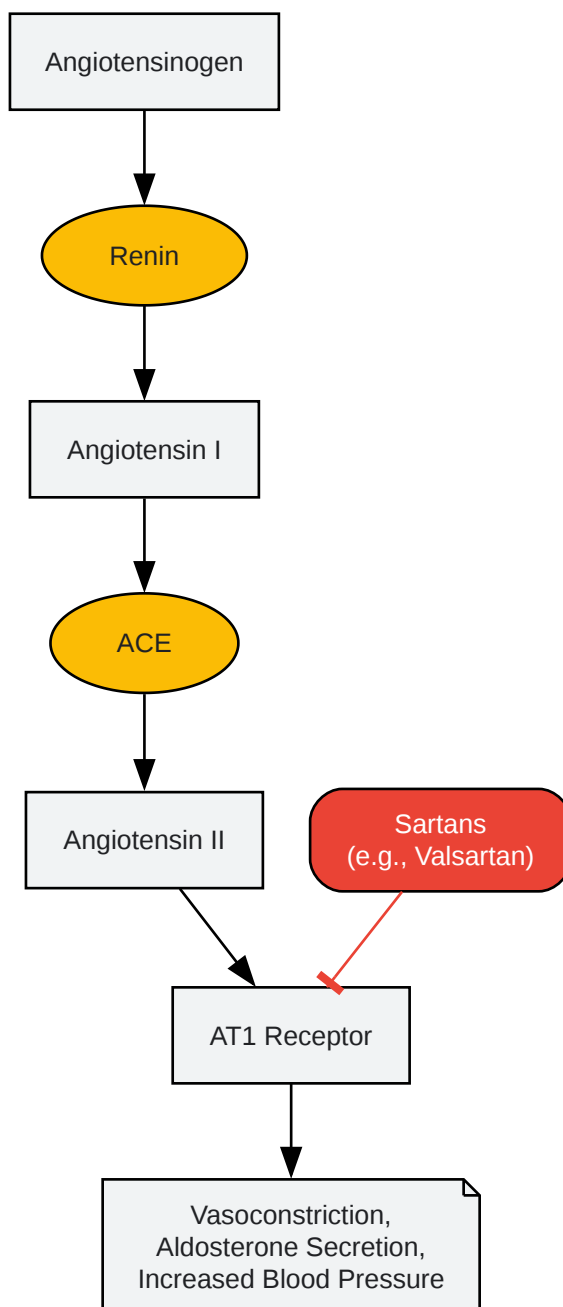 Angiotensinogen
Renin
Angiotensin I
ACE
Angiotensin II
Sartans
(e.g., Valsartan)
AT1 Receptor
Vasoconstriction,
Aldosterone Secretion,
Increased Blood Pressure